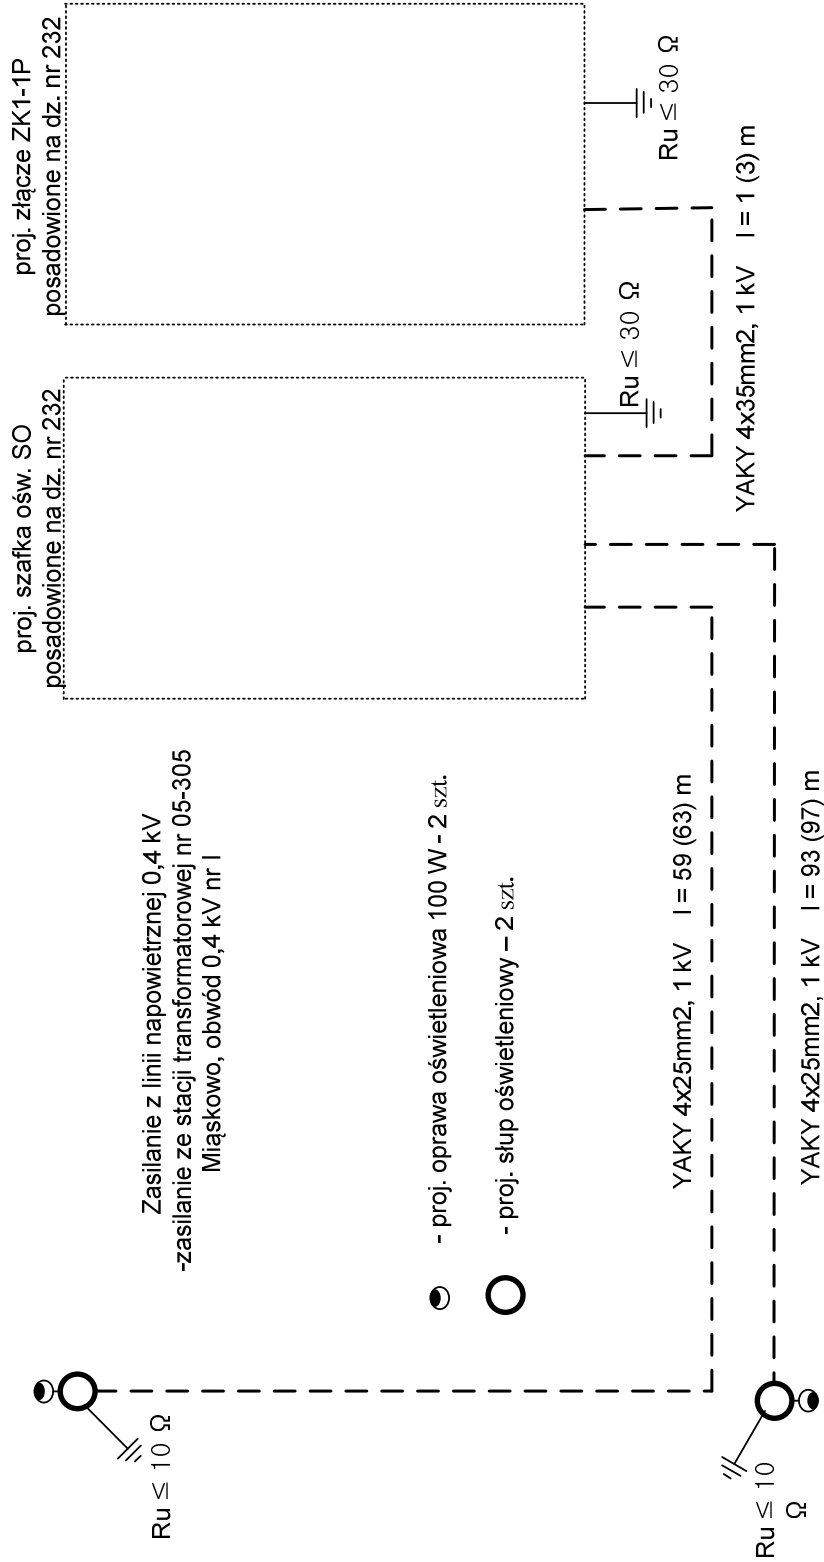 proj. złącze ZK1-1P
posadowione na dz. nr 232
Ru ≤ 30 Ω
YAKY 4x35mm2, 1 kV l = 1 (3) m
proj. szafka ośw. SO
posadowione na dz. nr 232
Ru ≤ 30 Ω
Zasilanie z linii napowietrznej 0,4 kV
-zasilanie ze stacji transformatorowej nr 05-305
Miąskowo, obwód 0,4 kV nr I
- proj. oprawa oświetleniowa 100 W - 2 szt.
- proj. słup oświetleniowy – 2 szt.
YAKY 4x25mm2, 1 kV l = 59 (63) m
YAKY 4x25mm2, 1 kV l = 93 (97) m
Ru ≤ 10 Ω
Ru ≤ 10
Ω